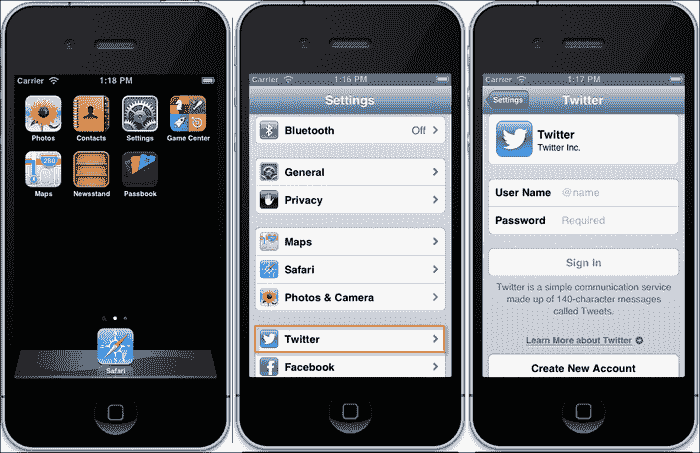 Carrier 1:18 PM
Photos Contacts Settings Game Center
280
Maps Newsstand Passbook
Safari
Carrier 1:16 PM
Settings
Bluetooth Off
General
Privacy
Maps
Safari
Photos & Camera
Twitter
Facebook
Carrier 1:17 PM
Settings Twitter
Twitter
Twitter Inc.
User Name @name
Password Required
Sign In
Twitter is a simple communication service
made up of 140-character messages
called Tweets.
Learn More about Twitter
Create New Account